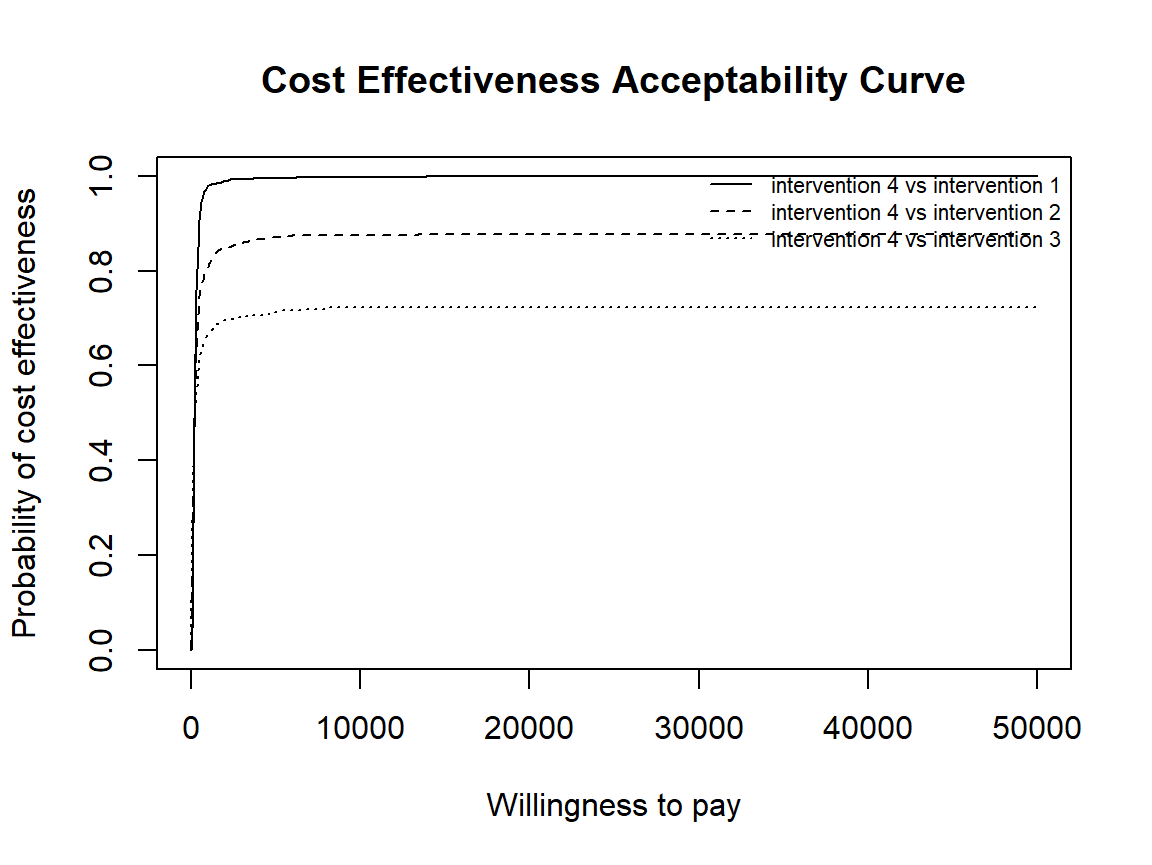 Cost Effectiveness Acceptability Curve
Probability of cost effectiveness
1.0
0.8
0.6
0.4
0.2
0.0
intervention 4 vs intervention 1
intervention 4 vs intervention 2
intervention 4 vs intervention 3
0 10000 20000 30000 40000 50000
Willingness to pay